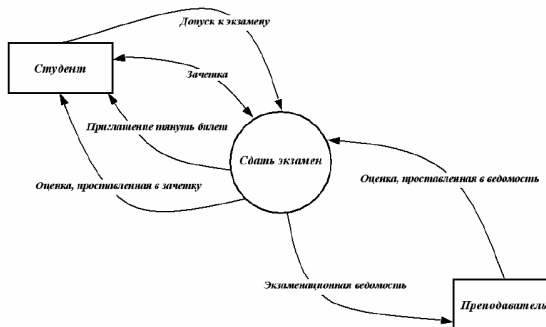 Допуск к экзамену
Студент
Зачетка
Приглашение тянуть билет
Сдать экзамен
Оценка, проставленная в зачетку
Оценка, проставленная в ведомость
Экзаменационная ведомость
Преподаватель